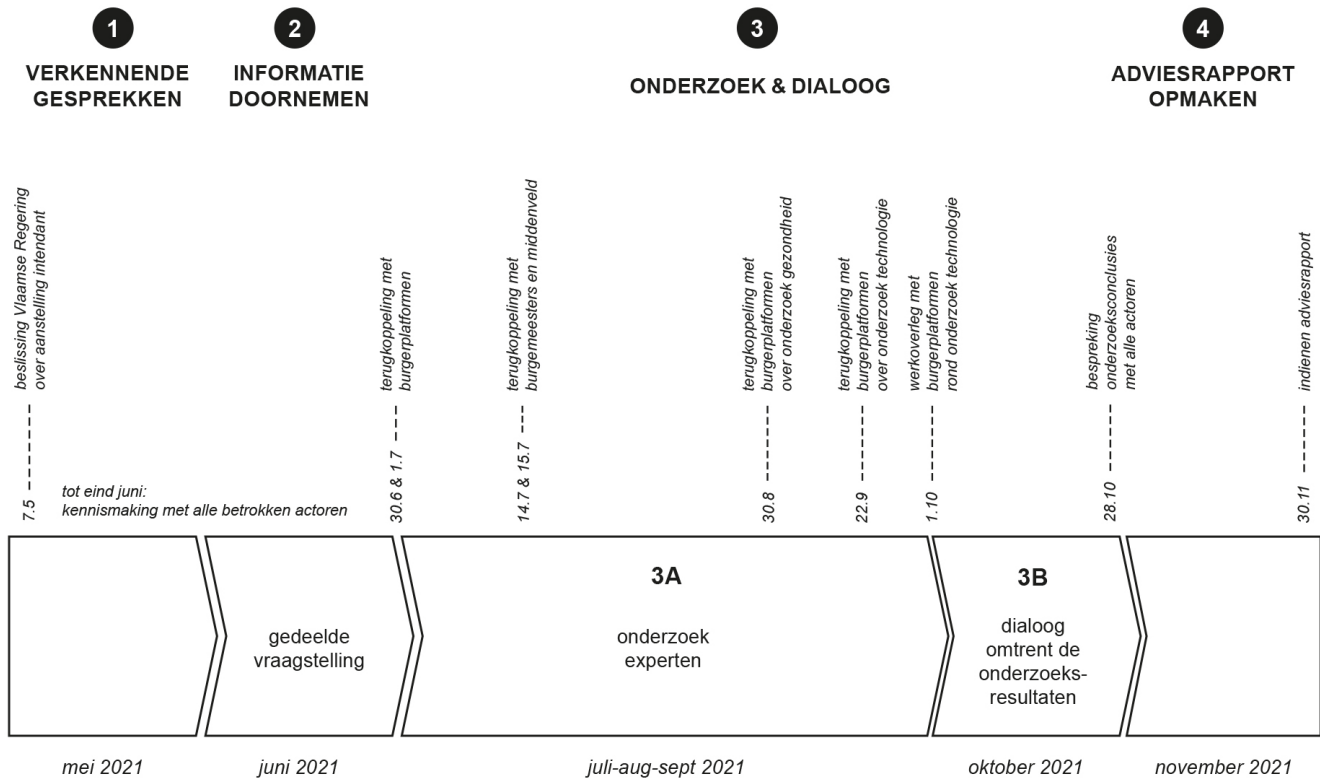 1
VERKENNENDE
GESPREKKEN
2
INFORMATIE
DOORNEMEN
3
ONDERZOEK & DIALOOG
4
ADVIESRAPPORT
OPMAKEN
beslissing Vlaamse Regering
over aanstelling intendant
7.5
tot eind juni:
kennismaking met alle betrokken actoren
terugkoppeling met
burgerplatformen
30.6 & 1.7
terugkoppeling met
burgemeesters en middenveld
14.7 & 15.7
terugkoppeling met
burgerplatformen
over onderzoek gezondheid
30.8
terugkoppeling met
burgerplatformen
over onderzoek technologie
22.9
werkoverleg met
burgerplatformen
rond onderzoek technologie
1.10
bespreking
onderzoeksconclusies
met alle actoren
28.10
indienen adviesrapport
30.11
gedeelde
vraagstelling
3A
onderzoek
experten
3B
dialoog
omtrent de
onderzoeks-
resultaten
mei 2021
juni 2021
juli-aug-sept 2021
oktober 2021
november 2021